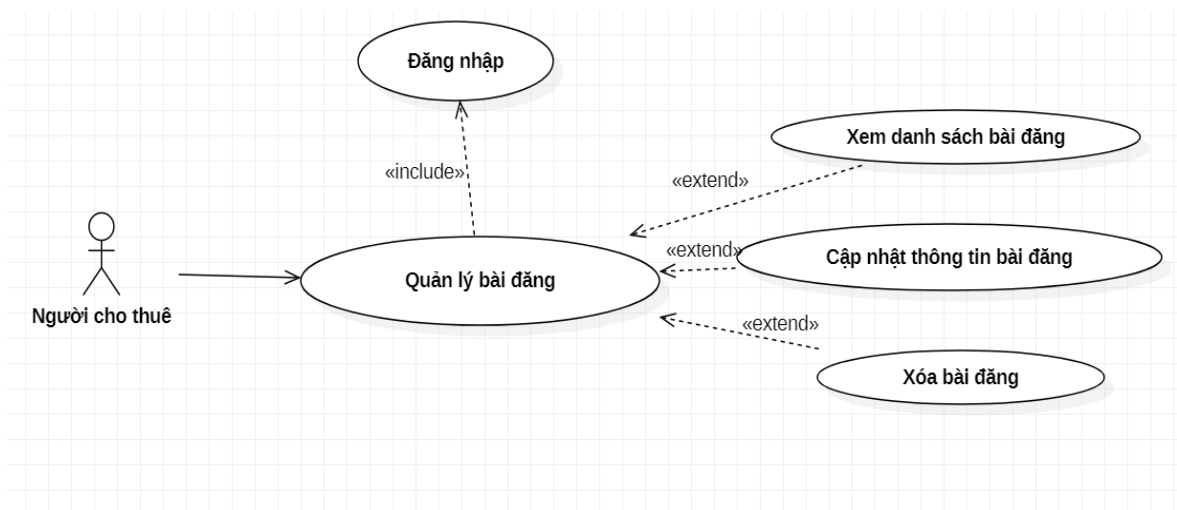 Đăng nhập
Xem danh sách bài đăng
«include»
«extend»
«extend»
Cập nhật thông tin bài đăng
Quản lý bài đăng
Người cho thuê
«extend»
Xóa bài đăng